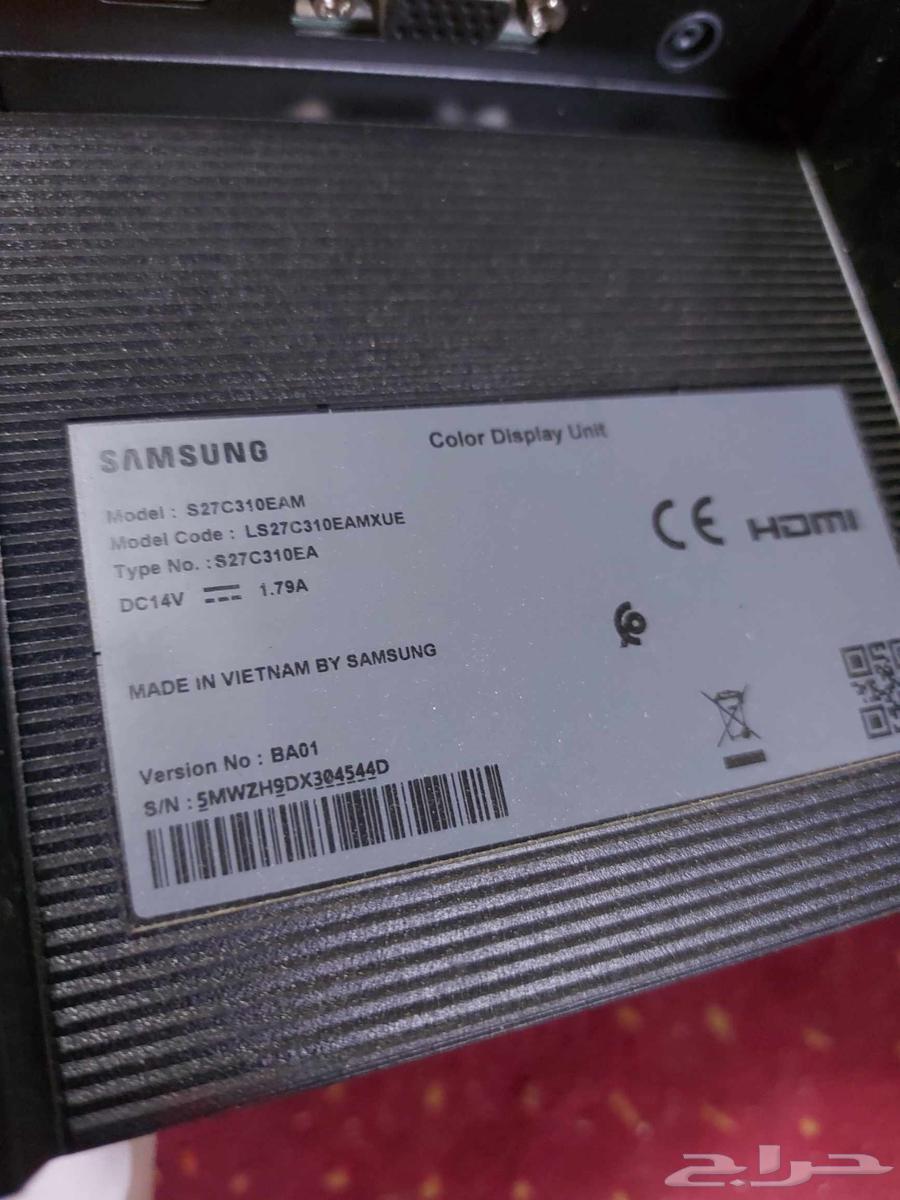 SAMSUNG
Color Display Unit
Model : S27C310EAM
Model Code : LS27C310EAMXUE
Type No. : S27C310EA
DC14V ⎓ 1.79A
CE HDMI
MADE IN VIETNAM BY SAMSUNG
Version No : BA01
S/N : 5MWZH9DX304544D
حراج